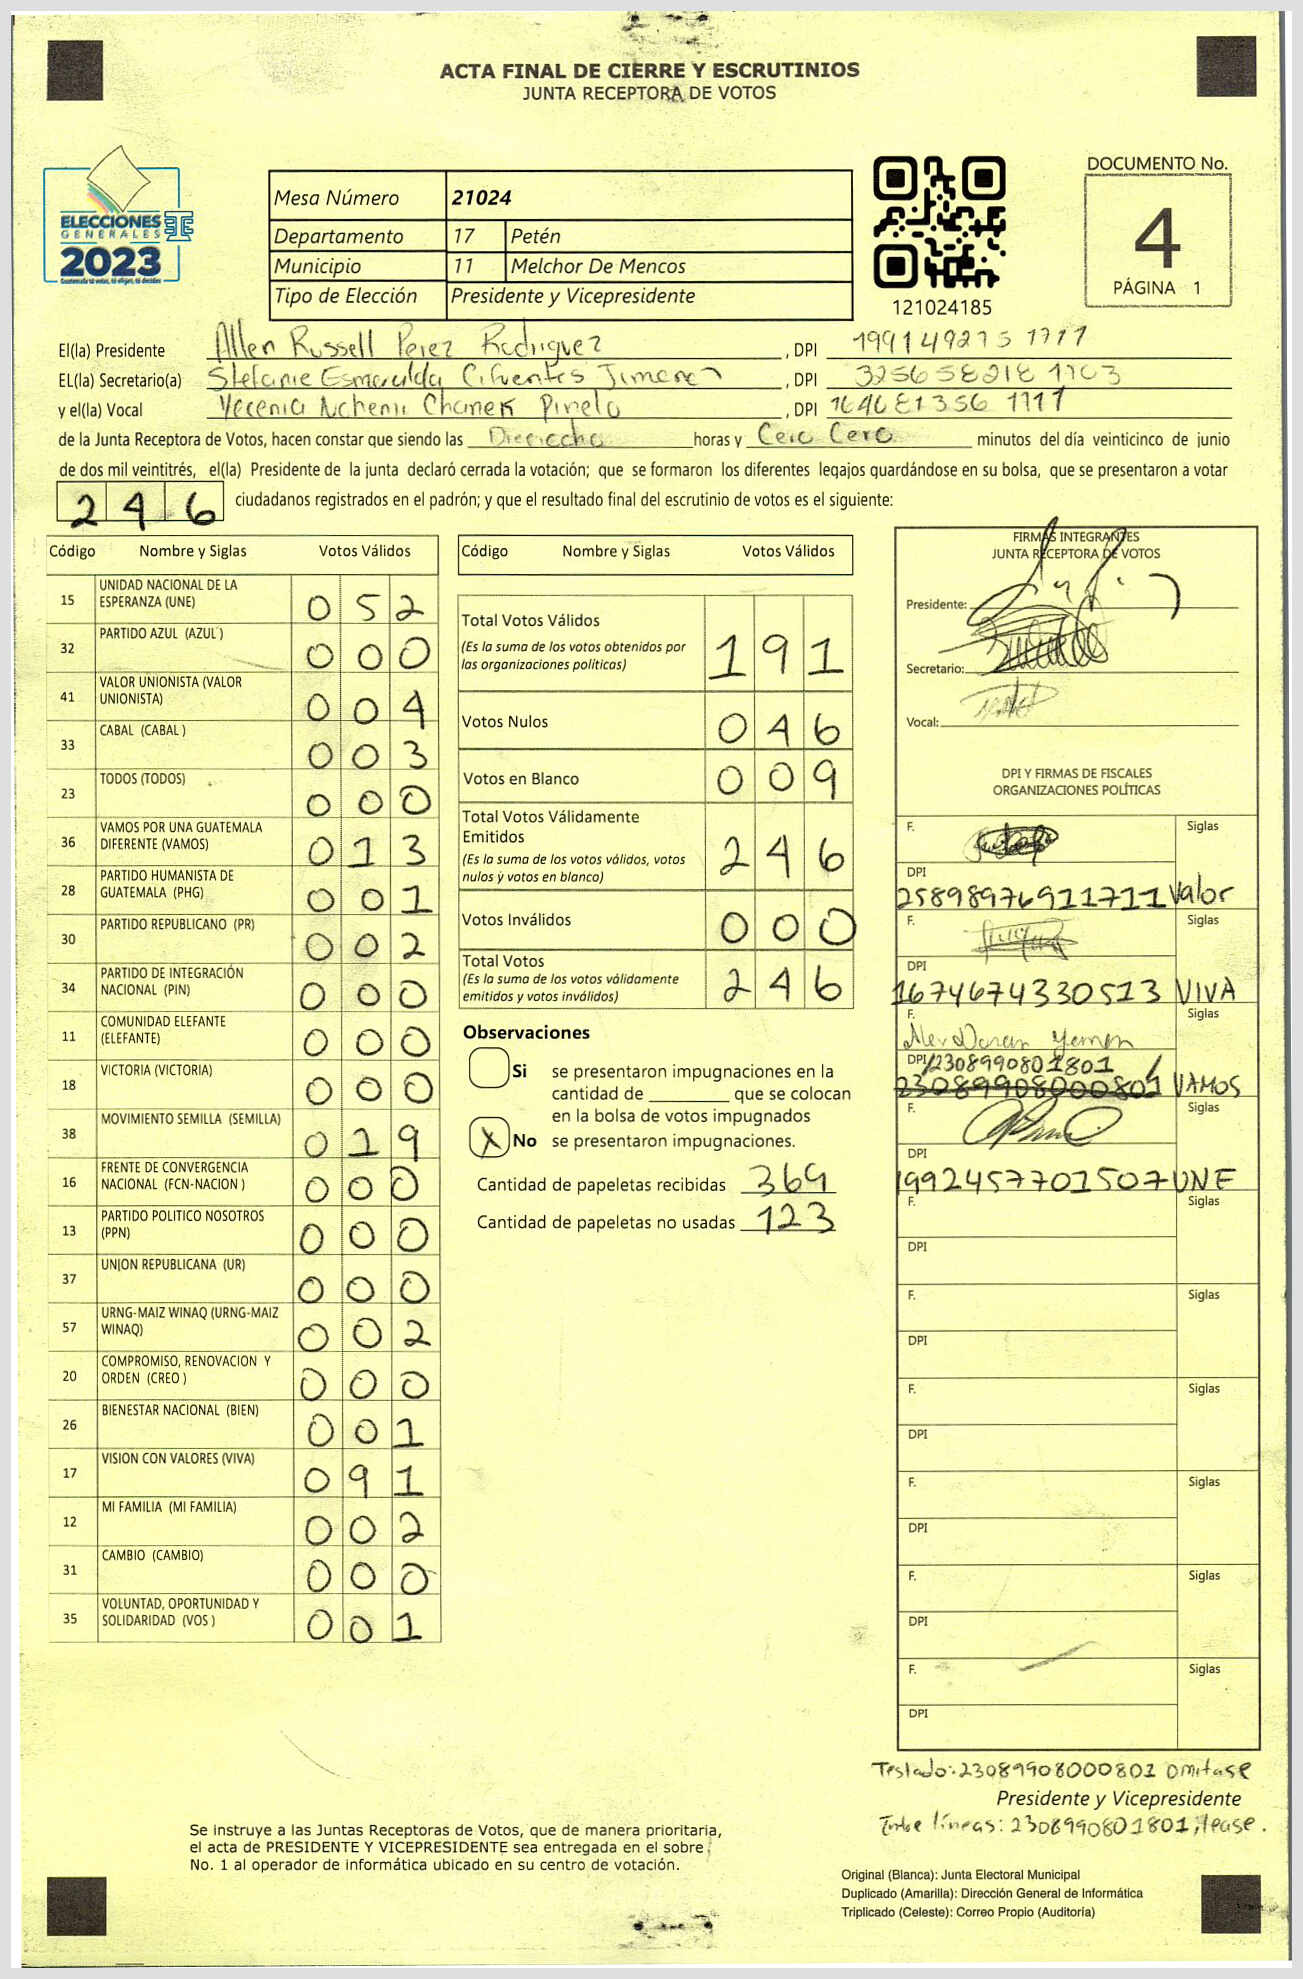 ACTA FINAL DE CIERRE Y ESCRUTINIOS
JUNTA RECEPTORA DE VOTOS
ELECCIONES
GENERALES
2023
Guatemala tú votas, tú eliges, tú decides
Mesa Número 21024
Departamento 17 Petén
Municipio 11 Melchor De Mencos
Tipo de Elección Presidente y Vicepresidente
121024185
DOCUMENTO No.
4
PÁGINA 1
El(la) Presidente Allen Russell Perez Rodriguez, DPI 199149275 1717
EL(la) Secretario(a) Stefanie Esmeralda Cifuentes Jimenez, DPI 325658218 1703
y el(la) Vocal Chanek Pinelo, DPI 164681356 1711
de la Junta Receptora de Votos, hacen constar que siendo las Dieciocho horas y Cero Cero minutos del día veinticinco de junio
de dos mil veintitrés, el(la) Presidente de la junta declaró cerrada la votación; que se formaron los diferentes legajos guardándose en su bolsa, que se presentaron a votar
246 ciudadanos registrados en el padrón; y que el resultado final del escrutinio de votos es el siguiente:
Código Nombre y Siglas Votos Válidos
15 UNIDAD NACIONAL DE LA ESPERANZA (UNE) 052
32 PARTIDO AZUL (AZUL ) 000
41 VALOR UNIONISTA (VALOR UNIONISTA) 004
33 CABAL (CABAL ) 003
23 TODOS (TODOS) 000
36 VAMOS POR UNA GUATEMALA DIFERENTE (VAMOS) 013
28 PARTIDO HUMANISTA DE GUATEMALA (PHG) 001
30 PARTIDO REPUBLICANO (PR) 002
34 PARTIDO DE INTEGRACIÓN NACIONAL (PIN) 000
11 COMUNIDAD ELEFANTE (ELEFANTE) 000
18 VICTORIA (VICTORIA) 000
38 MOVIMIENTO SEMILLA (SEMILLA) 019
16 FRENTE DE CONVERGENCIA NACIONAL (FCN-NACION ) 000
13 PARTIDO POLITICO NOSOTROS (PPN) 000
37 UNION REPUBLICANA (UR) 000
57 URNG-MAIZ WINAQ (URNG-MAIZ WINAQ) 002
20 COMPROMISO, RENOVACION Y ORDEN (CREO ) 000
26 BIENESTAR NACIONAL (BIEN) 001
17 VISION CON VALORES (VIVA) 091
12 MI FAMILIA (MI FAMILIA) 002
31 CAMBIO (CAMBIO) 000
35 VOLUNTAD, OPORTUNIDAD Y SOLIDARIDAD (VOS ) 001
Código Nombre y Siglas Votos Válidos
Total Votos Válidos 191
(Es la suma de los votos obtenidos por
las organizaciones políticas)
Votos Nulos 046
Votos en Blanco 009
Total Votos Válidamente
Emitidos 246
(Es la suma de los votos válidos, votos
nulos y votos en blanco)
Votos Inválidos 000
Total Votos 246
(Es la suma de los votos válidamente
emitidos y votos inválidos)
Observaciones
Si se presentaron impugnaciones en la
cantidad de ________ que se colocan
en la bolsa de votos impugnados
X No se presentaron impugnaciones.
Cantidad de papeletas recibidas 369
Cantidad de papeletas no usadas 123
FIRMAS INTEGRANTES
JUNTA RECEPTORA DE VOTOS
Presidente:
Secretario:
Vocal:
DPI Y FIRMAS DE FISCALES
ORGANIZACIONES POLÍTICAS
F. Siglas
DPI
25898976911711 Valor
F. Siglas
DPI
1674674330513 VIVA
F. Siglas
DPI 2308990801801
23089908000801 VAMOS
F. Siglas
DPI
1992457701507 UNE
F. Siglas
DPI
F. Siglas
DPI
F. Siglas
DPI
F. Siglas
DPI
F. Siglas
DPI
F. Siglas
DPI
Testado: 23089908000801 omitase
Presidente y Vicepresidente
Entre líneas: 2308990801801, léase.
Se instruye a las Juntas Receptoras de Votos, que de manera prioritaria,
el acta de PRESIDENTE Y VICEPRESIDENTE sea entregada en el sobre
No. 1 al operador de informática ubicado en su centro de votación.
Original (Blanca): Junta Electoral Municipal
Duplicado (Amarilla): Dirección General de Informática
Triplicado (Celeste): Correo Propio (Auditoría)